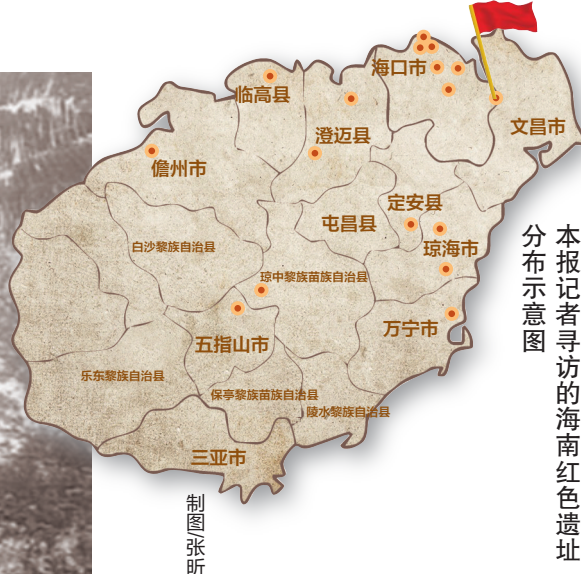 海口市
临高县
澄迈县
文昌市
儋州市
定安县
屯昌县
琼海市
白沙黎族自治县
琼中黎族苗族自治县
万宁市
五指山市
乐东黎族自治县
保亭黎族苗族自治县
陵水黎族自治县
三亚市
本报记者寻访的海南红色遗址
分布示意图
制图/张昕